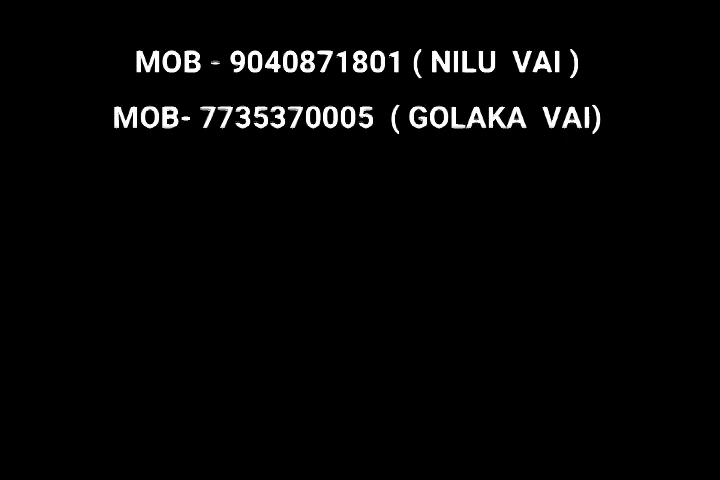 MOB - 9040871801 ( NILU VAI )
MOB- 7735370005 ( GOLAKA VAI)